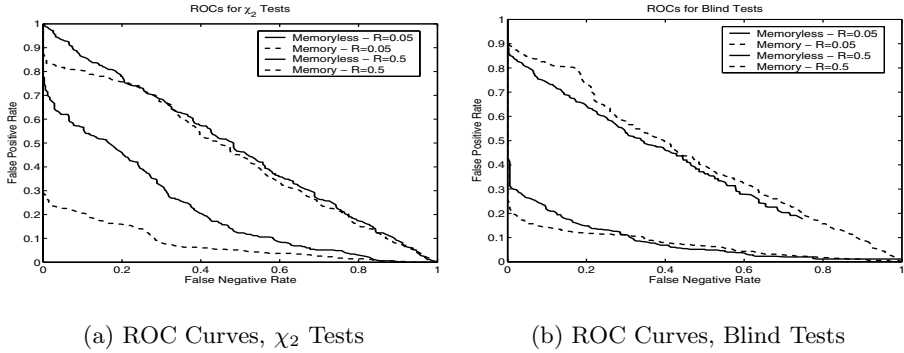 ROCs for χ₂ Tests
Memoryless – R=0.05
Memory – R=0.05
Memoryless – R=0.5
Memory – R=0.5
False Positive Rate
1
0.9
0.8
0.7
0.6
0.5
0.4
0.3
0.2
0.1
0
0 0.2 0.4 0.6 0.8 1
False Negative Rate
(a) ROC Curves, χ₂ Tests
ROCs for Blind Tests
Memoryless – R=0.05
Memory – R=0.05
Memoryless – R=0.5
Memory – R=0.5
False Positive Rate
1
0.9
0.8
0.7
0.6
0.5
0.4
0.3
0.2
0.1
0
0 0.2 0.4 0.6 0.8 1
False Negative Rate
(b) ROC Curves, Blind Tests